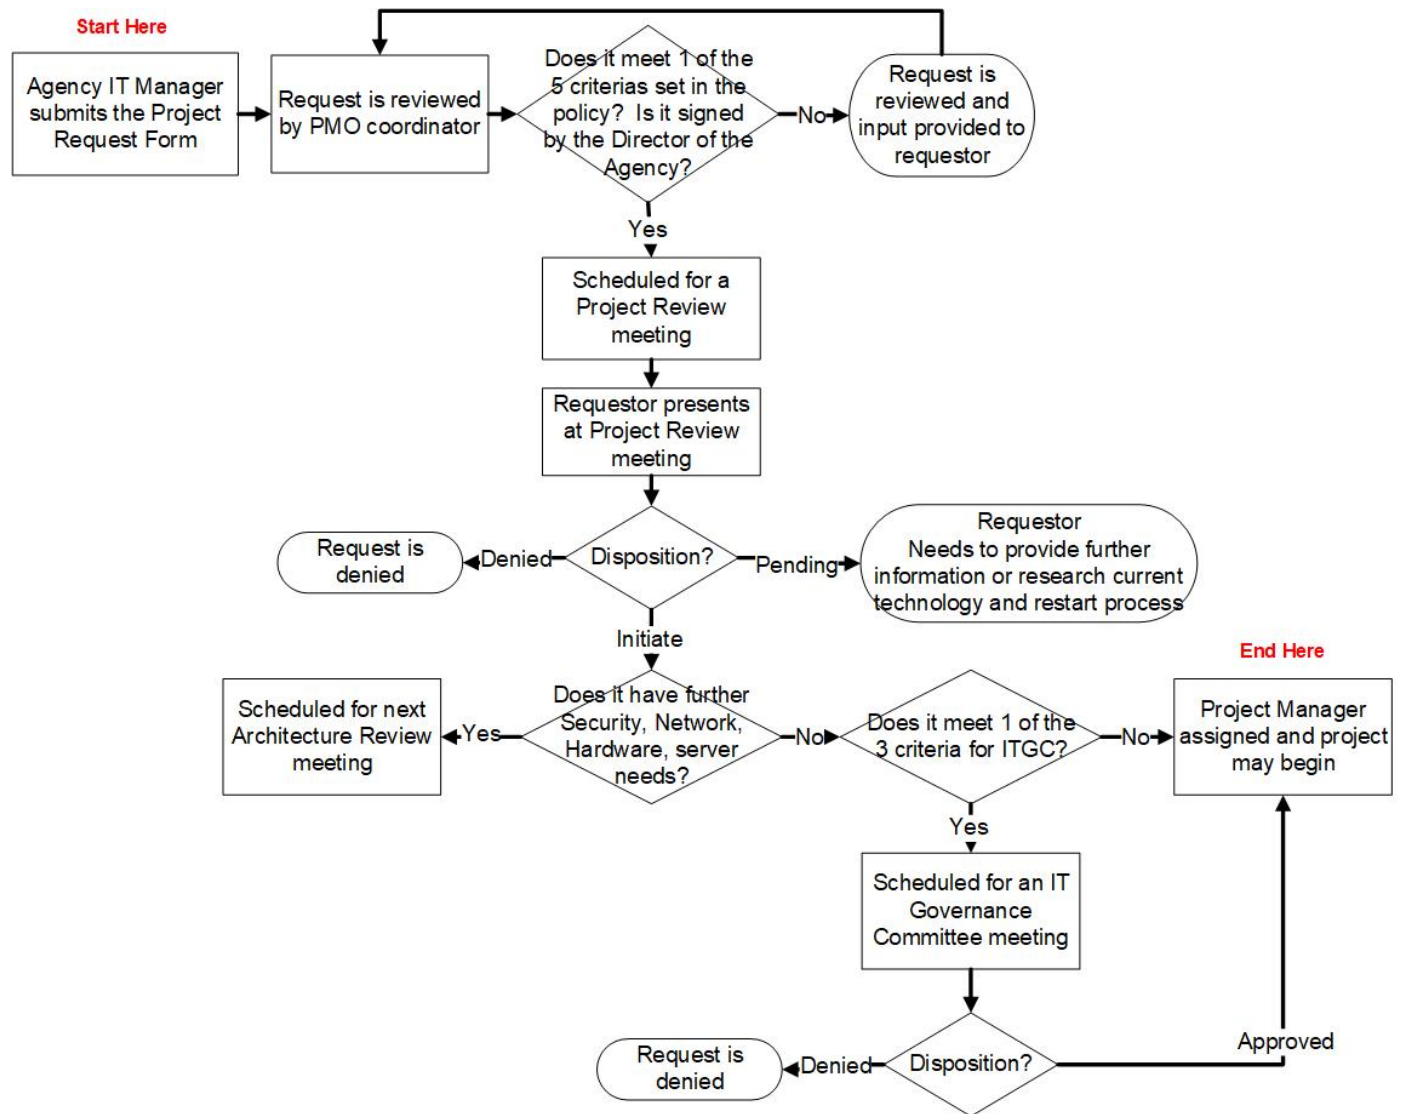 Start Here
Agency IT Manager
submits the Project
Request Form
Request is reviewed
by PMO coordinator
Does it meet 1 of the
5 criterias set in the
policy?  Is it signed
by the Director of the
Agency?
No
Request is
reviewed and
input provided to
requestor
Yes
Scheduled for a
Project Review
meeting
Requestor presents
at Project Review
meeting
Disposition?
Denied
Request is
denied
Pending
Requestor
Needs to provide further
information or research current
technology and restart process
Initiate
Does it have further
Security, Network,
Hardware, server
needs?
Yes
Scheduled for next
Architecture Review
meeting
No
Does it meet 1 of the
3 criteria for ITGC?
No
End Here
Project Manager
assigned and project
may begin
Yes
Scheduled for an IT
Governance
Committee meeting
Disposition?
Denied
Request is
denied
Approved